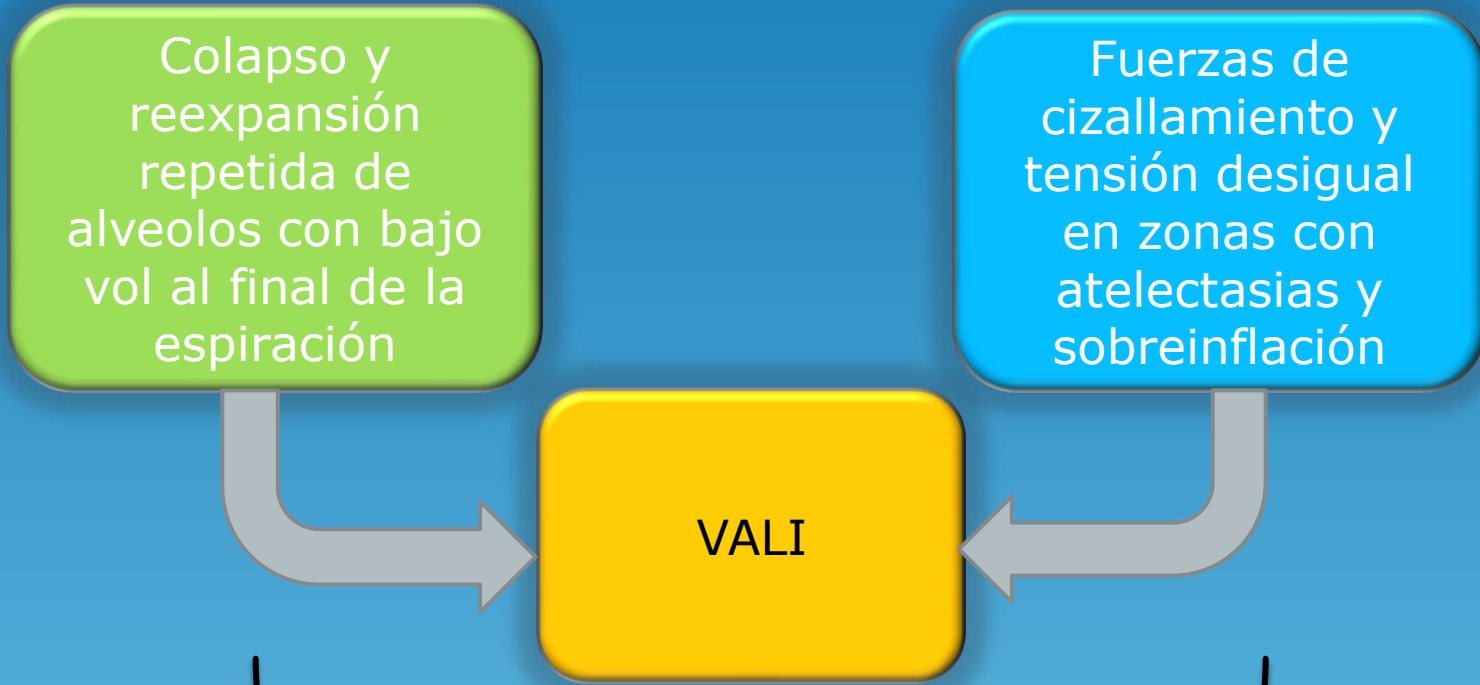 Colapso y
reexpansión
repetida de
alveolos con bajo
vol al final de la
espiración
Fuerzas de
cizallamiento y
tensión desigual
en zonas con
atelectasias y
sobreinflación
VALI